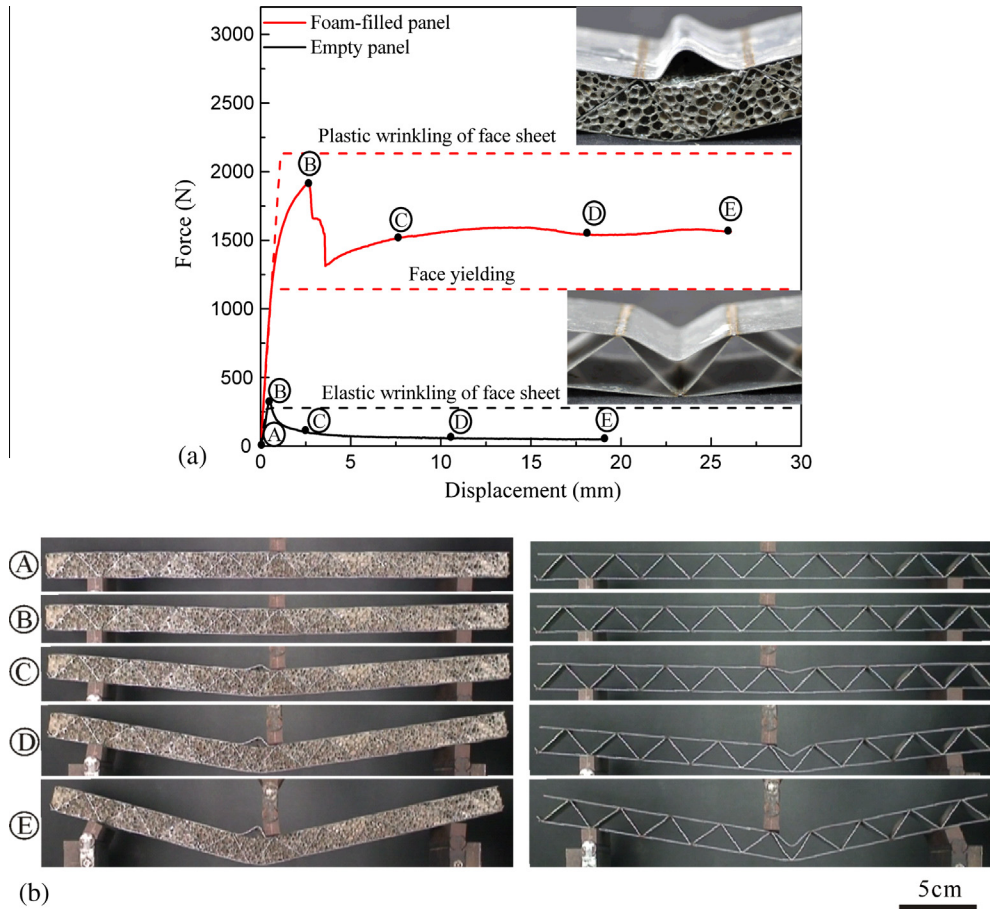 Foam-filled panel
Empty panel
3000
2500
2000
1500
1000
500
0
Force (N)
Plastic wrinkling of face sheet
B
C
D
E
Face yielding
Elastic wrinkling of face sheet
B
A
C
D
E
0 5 10 15 20 25 30
Displacement (mm)
(a)
A
B
C
D
E
(b)
5cm